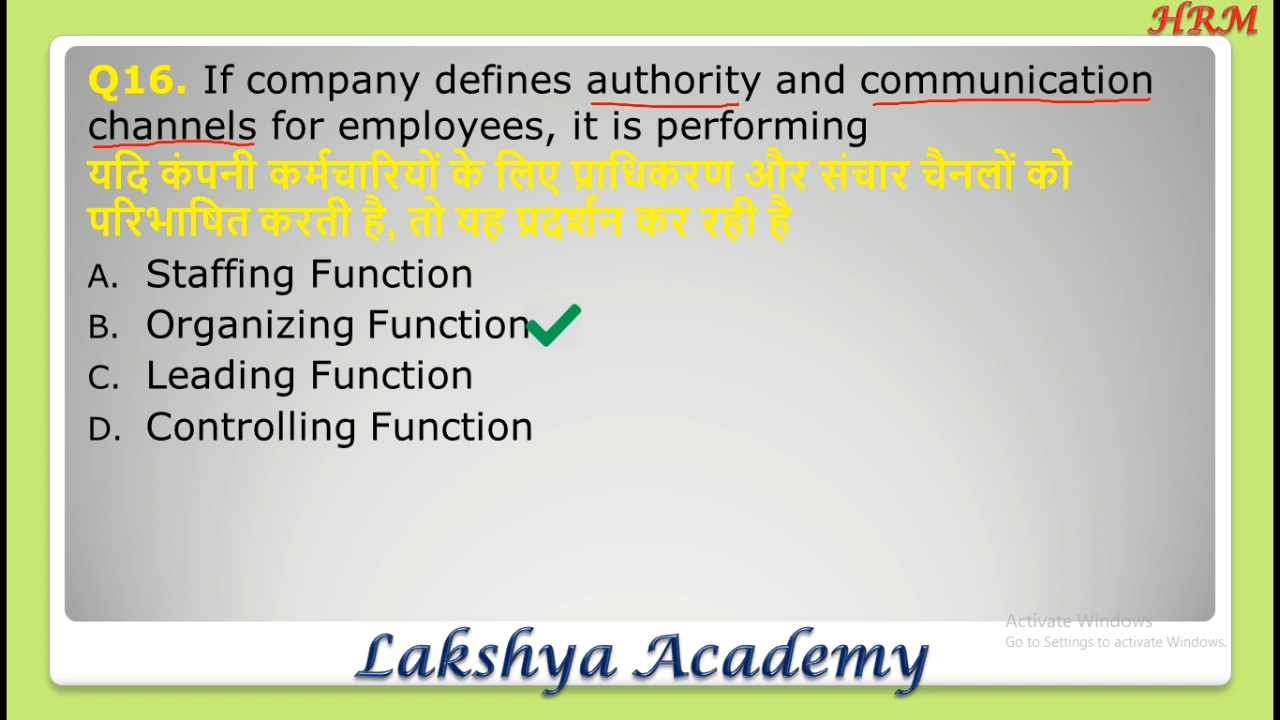 HRM
Q16. If company defines authority and communication
channels for employees, it is performing
यदि कंपनी कर्मचारियों के लिए प्राधिकरण और संचार चैनलों को
परिभाषित करती है, तो यह प्रदर्शन कर रही है
A. Staffing Function
B. Organizing Function
C. Leading Function
D. Controlling Function
Activate Windows
Go to Settings to activate Windows.
Lakshya Academy